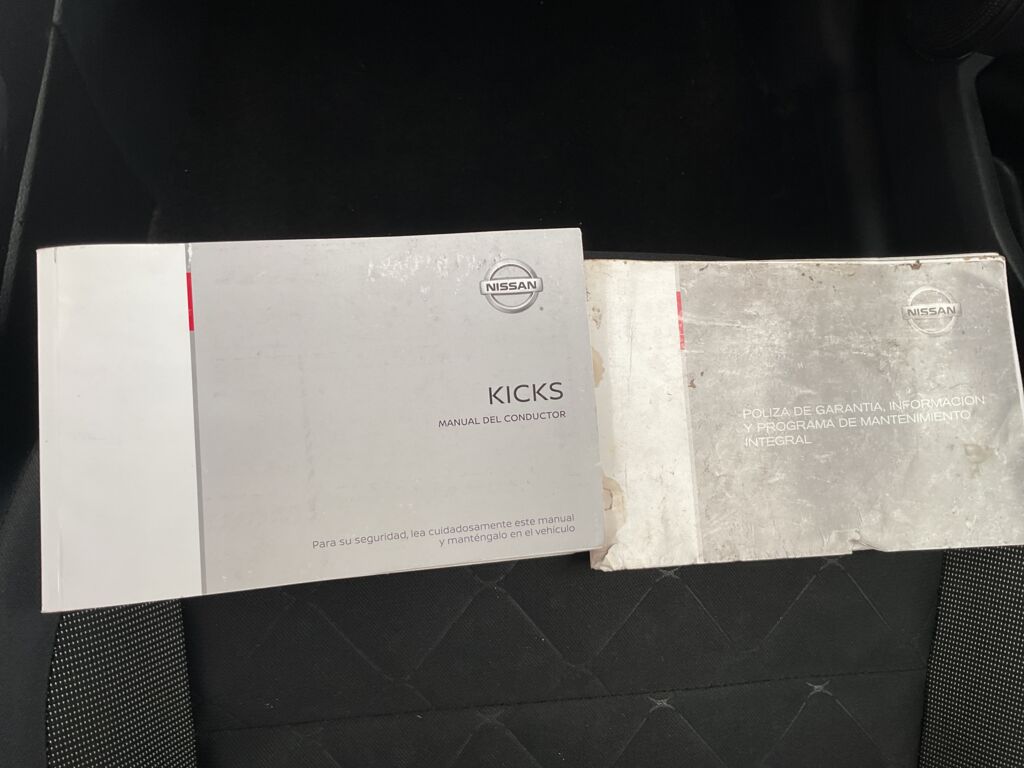 NISSAN
KICKS
MANUAL DEL CONDUCTOR
Para su seguridad, lea cuidadosamente este manual
y manténgalo en el vehículo
NISSAN
POLIZA DE GARANTIA, INFORMACION
Y PROGRAMA DE MANTENIMIENTO
INTEGRAL